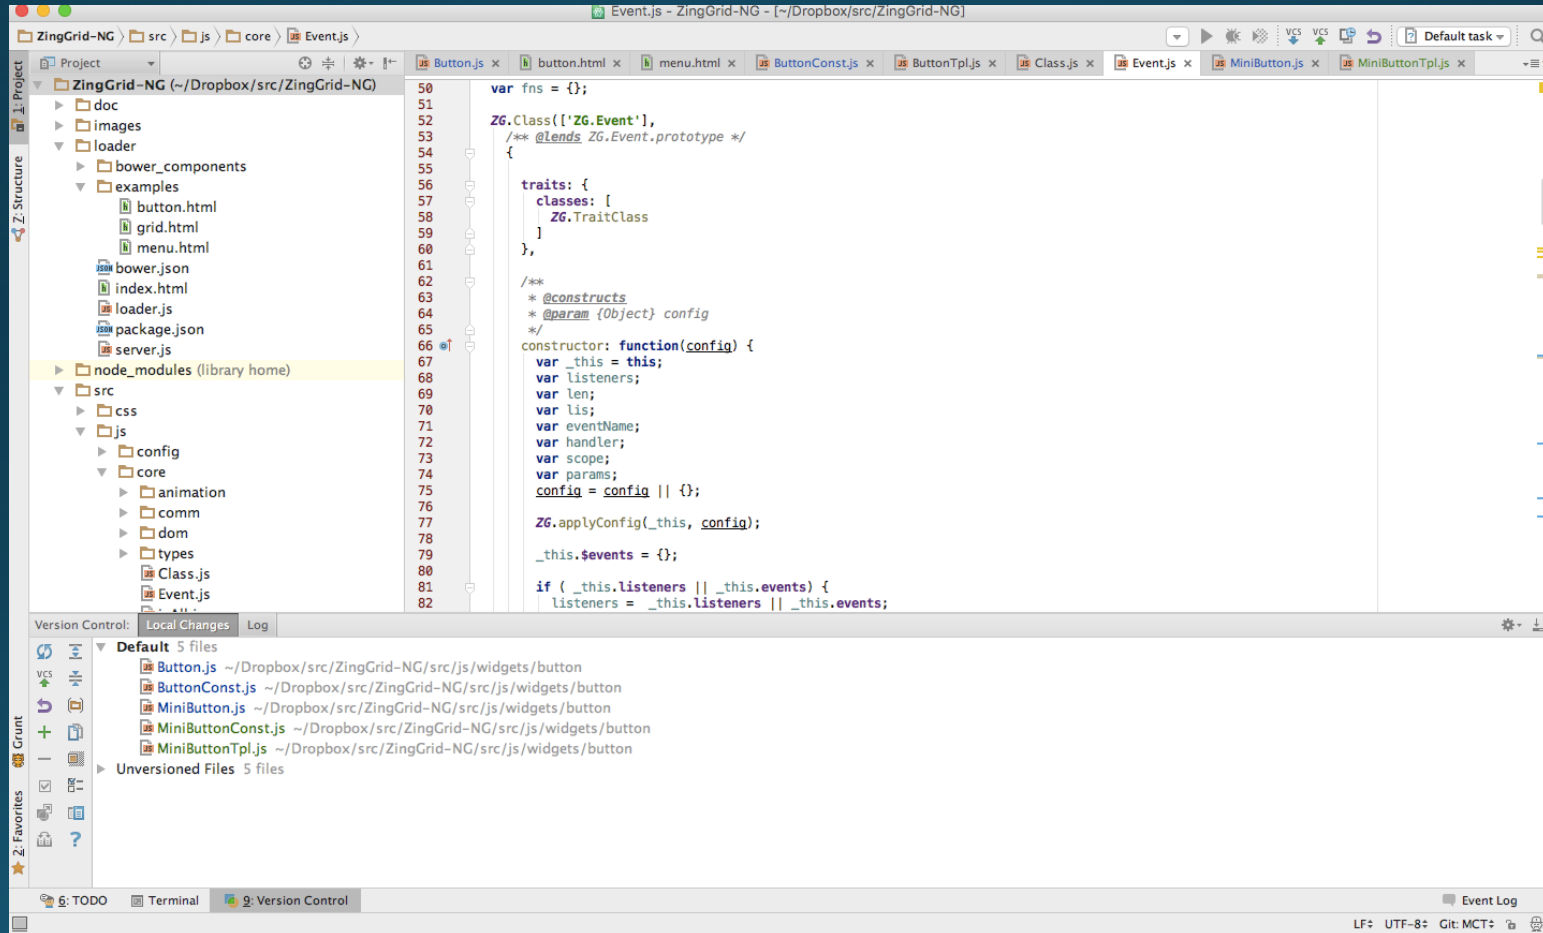 Event.js - ZingGrid-NG - [~/Dropbox/src/ZingGrid-NG]
ZingGrid-NG src js core Event.js
Default task
1: Project
Z: Structure
Grunt
2: Favorites
Project
ZingGrid-NG (~/Dropbox/src/ZingGrid-NG)
doc
images
loader
bower_components
examples
button.html
grid.html
menu.html
bower.json
index.html
loader.js
package.json
server.js
node_modules (library home)
src
css
js
config
core
animation
comm
dom
types
Class.js
Event.js
Button.js button.html menu.html ButtonConst.js ButtonTpl.js Class.js Event.js MiniButton.js MiniButtonTpl.js
50 var fns = {};
51
52 ZG.Class(['ZG.Event'],
53 /** @lends ZG.Event.prototype */
54 {
55
56 traits: {
57 classes: [
58 ZG.TraitClass
59 ]
60 },
61
62 /**
63 * @constructs
64 * @param {Object} config
65 */
66 constructor: function(config) {
67 var _this = this;
68 var listeners;
69 var len;
70 var lis;
71 var eventName;
72 var handler;
73 var scope;
74 var params;
75 config = config || {};
76
77 ZG.applyConfig(_this, config);
78
79 _this.$events = {};
80
81 if ( _this.listeners || _this.events) {
82 listeners = _this.listeners || _this.events;
Version Control: Local Changes Log
Default 5 files
Button.js ~/Dropbox/src/ZingGrid-NG/src/js/widgets/button
ButtonConst.js ~/Dropbox/src/ZingGrid-NG/src/js/widgets/button
MiniButton.js ~/Dropbox/src/ZingGrid-NG/src/js/widgets/button
MiniButtonConst.js ~/Dropbox/src/ZingGrid-NG/src/js/widgets/button
MiniButtonTpl.js ~/Dropbox/src/ZingGrid-NG/src/js/widgets/button
Unversioned Files 5 files
6: TODO Terminal 9: Version Control Event Log
LF UTF-8 Git: MCT